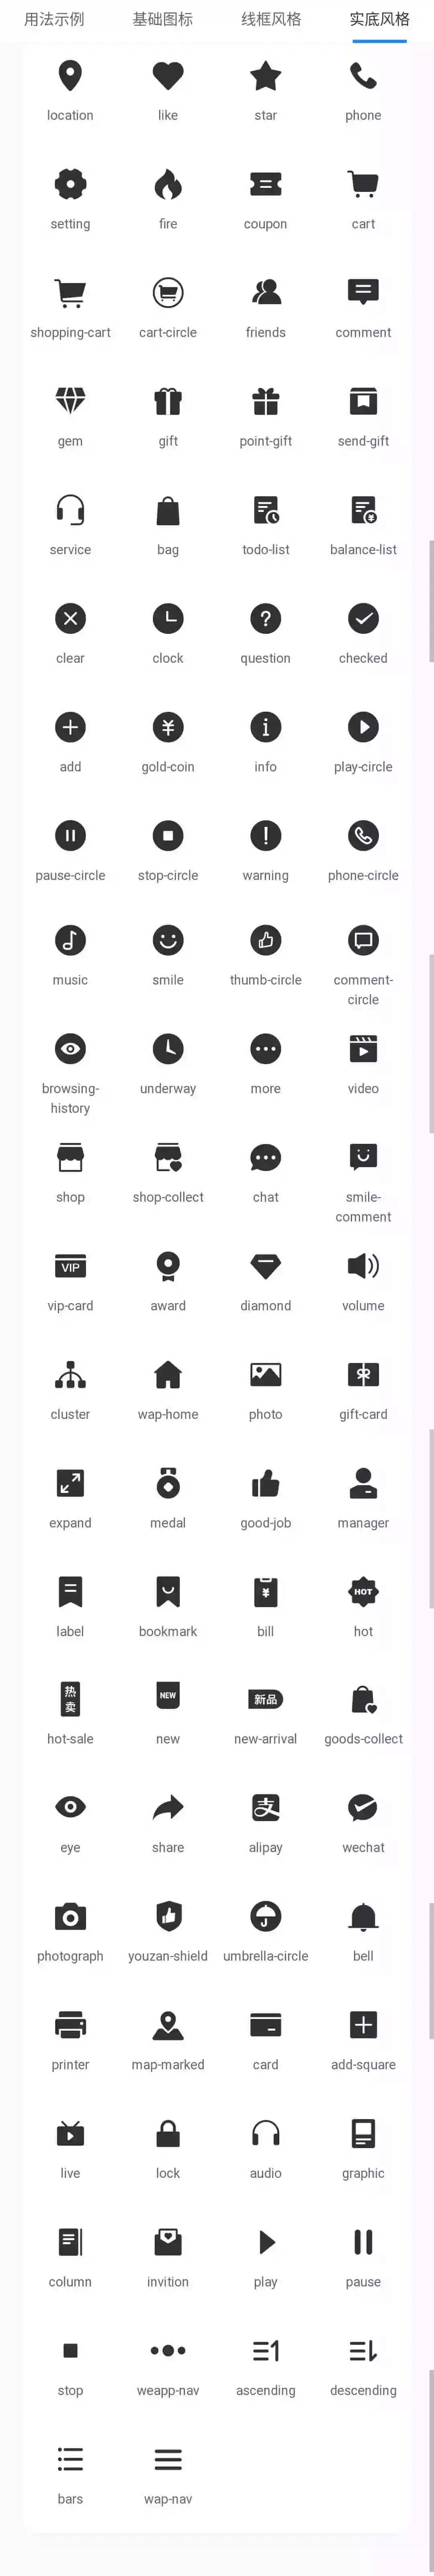 用法示例 基础图标 线框风格 实底风格
location like star phone
setting fire coupon cart
shopping-cart cart-circle friends comment
gem gift point-gift send-gift
¥
service bag todo-list balance-list
?
clear clock question checked
¥ i
add gold-coin info play-circle
!
pause-circle stop-circle warning phone-circle
music smile thumb-circle comment-
circle
browsing- underway more video
history
shop shop-collect chat smile-
comment
VIP
vip-card award diamond volume
cluster wap-home photo gift-card
expand medal good-job manager
¥ HOT
label bookmark bill hot
热
卖 NEW 新品
hot-sale new new-arrival goods-collect
支
eye share alipay wechat
photograph youzan-shield umbrella-circle bell
printer map-marked card add-square
live lock audio graphic
column invition play pause
stop weapp-nav ascending descending
bars wap-nav